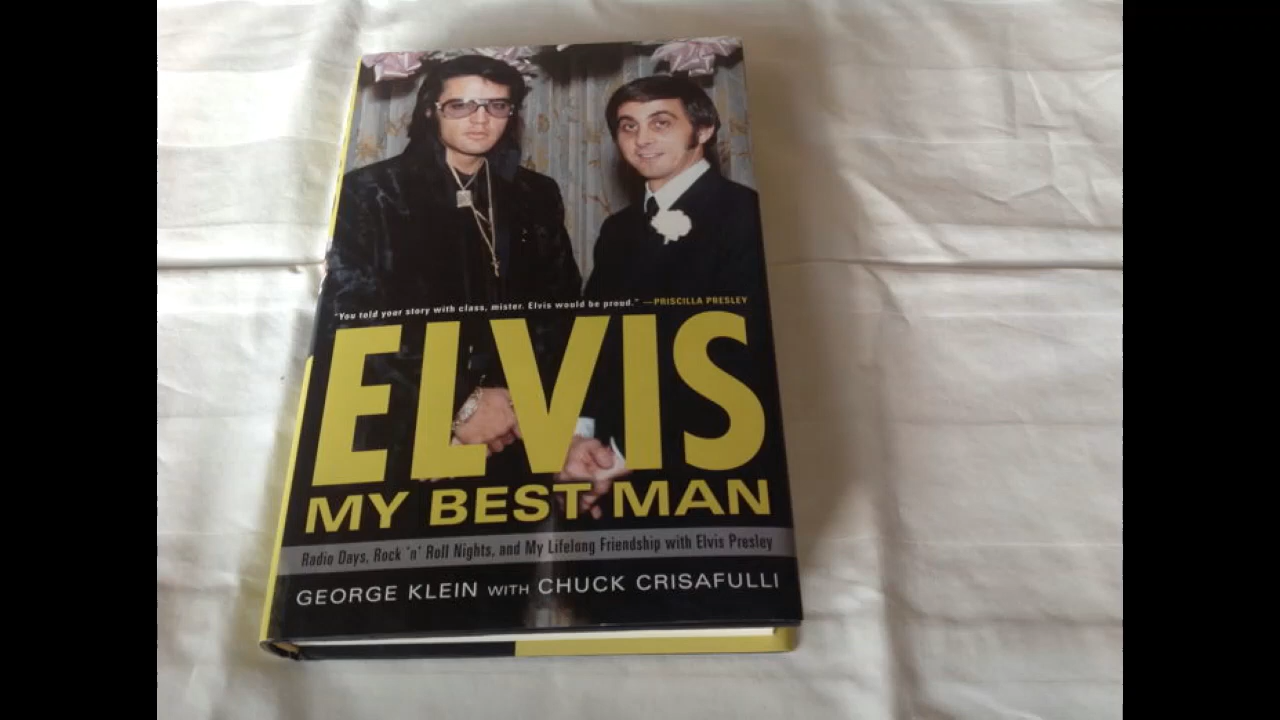 "You told your story with class, mister. Elvis would be proud." —PRISCILLA PRESLEY
ELVIS
MY BEST MAN
Radio Days, Rock 'n' Roll Nights, and My Lifelong Friendship with Elvis Presley
GEORGE KLEIN WITH CHUCK CRISAFULLI